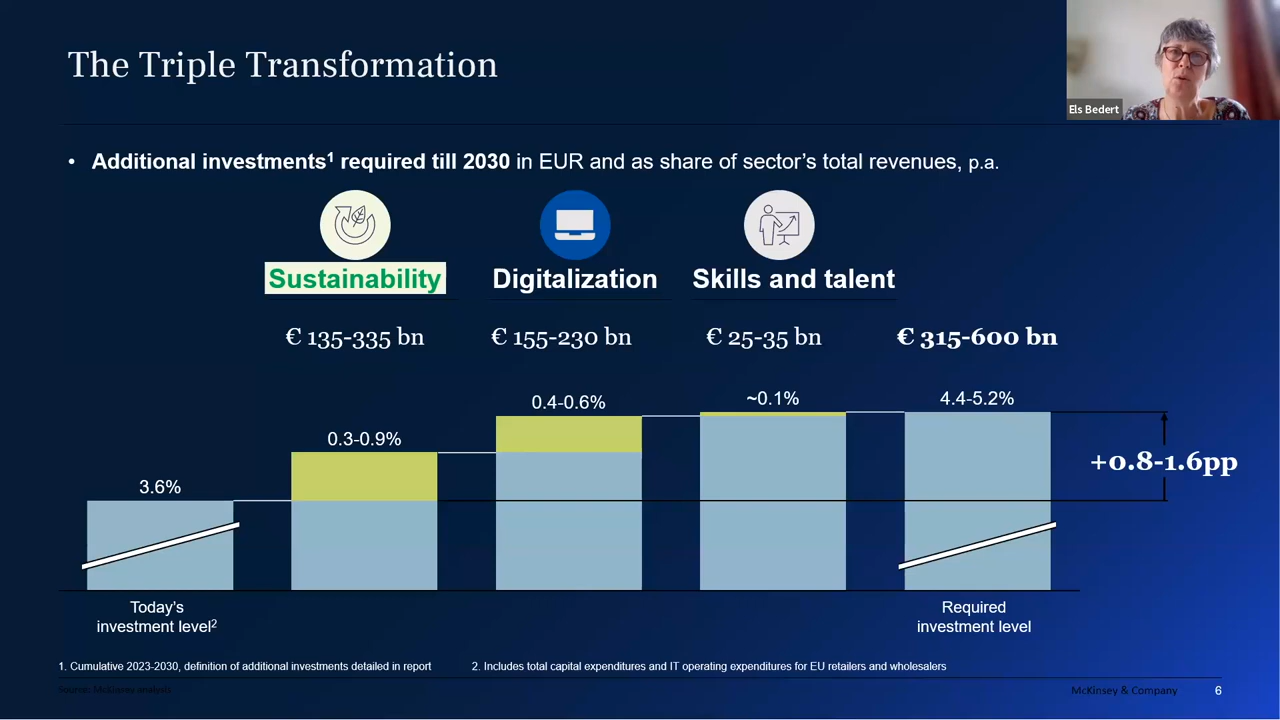 The Triple Transformation
Els Bedert
• Additional investments¹ required till 2030 in EUR and as share of sector’s total revenues, p.a.
Sustainability
Digitalization
Skills and talent
€ 135-335 bn
€ 155-230 bn
€ 25-35 bn
€ 315-600 bn
3.6%
0.3-0.9%
0.4-0.6%
~0.1%
4.4-5.2%
+0.8-1.6pp
Today’s
investment level²
Required
investment level
1. Cumulative 2023-2030, definition of additional investments detailed in report
2. Includes total capital expenditures and IT operating expenditures for EU retailers and wholesalers
Source: McKinsey analysis
McKinsey & Company
6